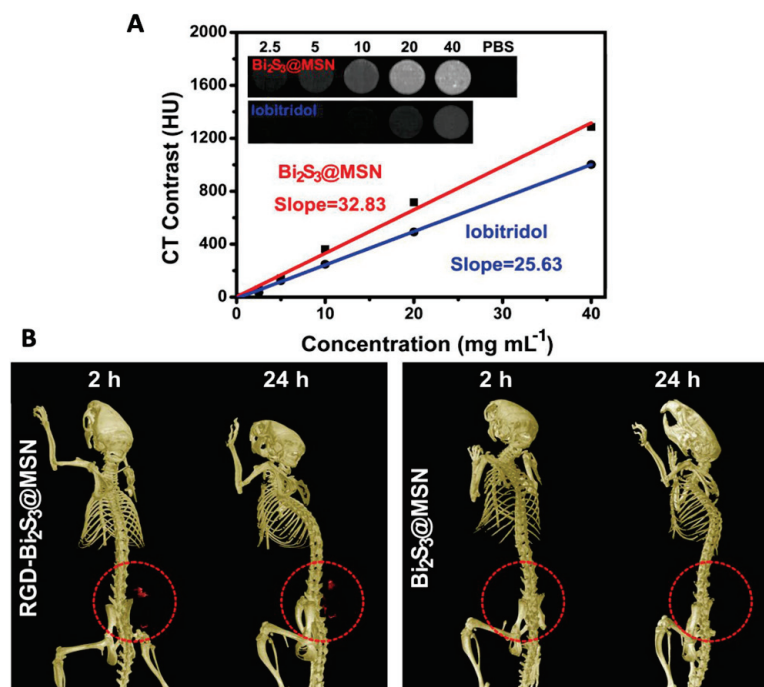 A
2000
1600
1200
800
400
0
CT Contrast (HU)
2.5 5 10 20 40 PBS
Bi₂S₃@MSN
Iobitridol
Bi₂S₃@MSN
Slope=32.83
Iobitridol
Slope=25.63
0 10 20 30 40
Concentration (mg mL⁻¹)
B
2 h 24 h
RGD-Bi₂S₃@MSN
2 h 24 h
Bi₂S₃@MSN